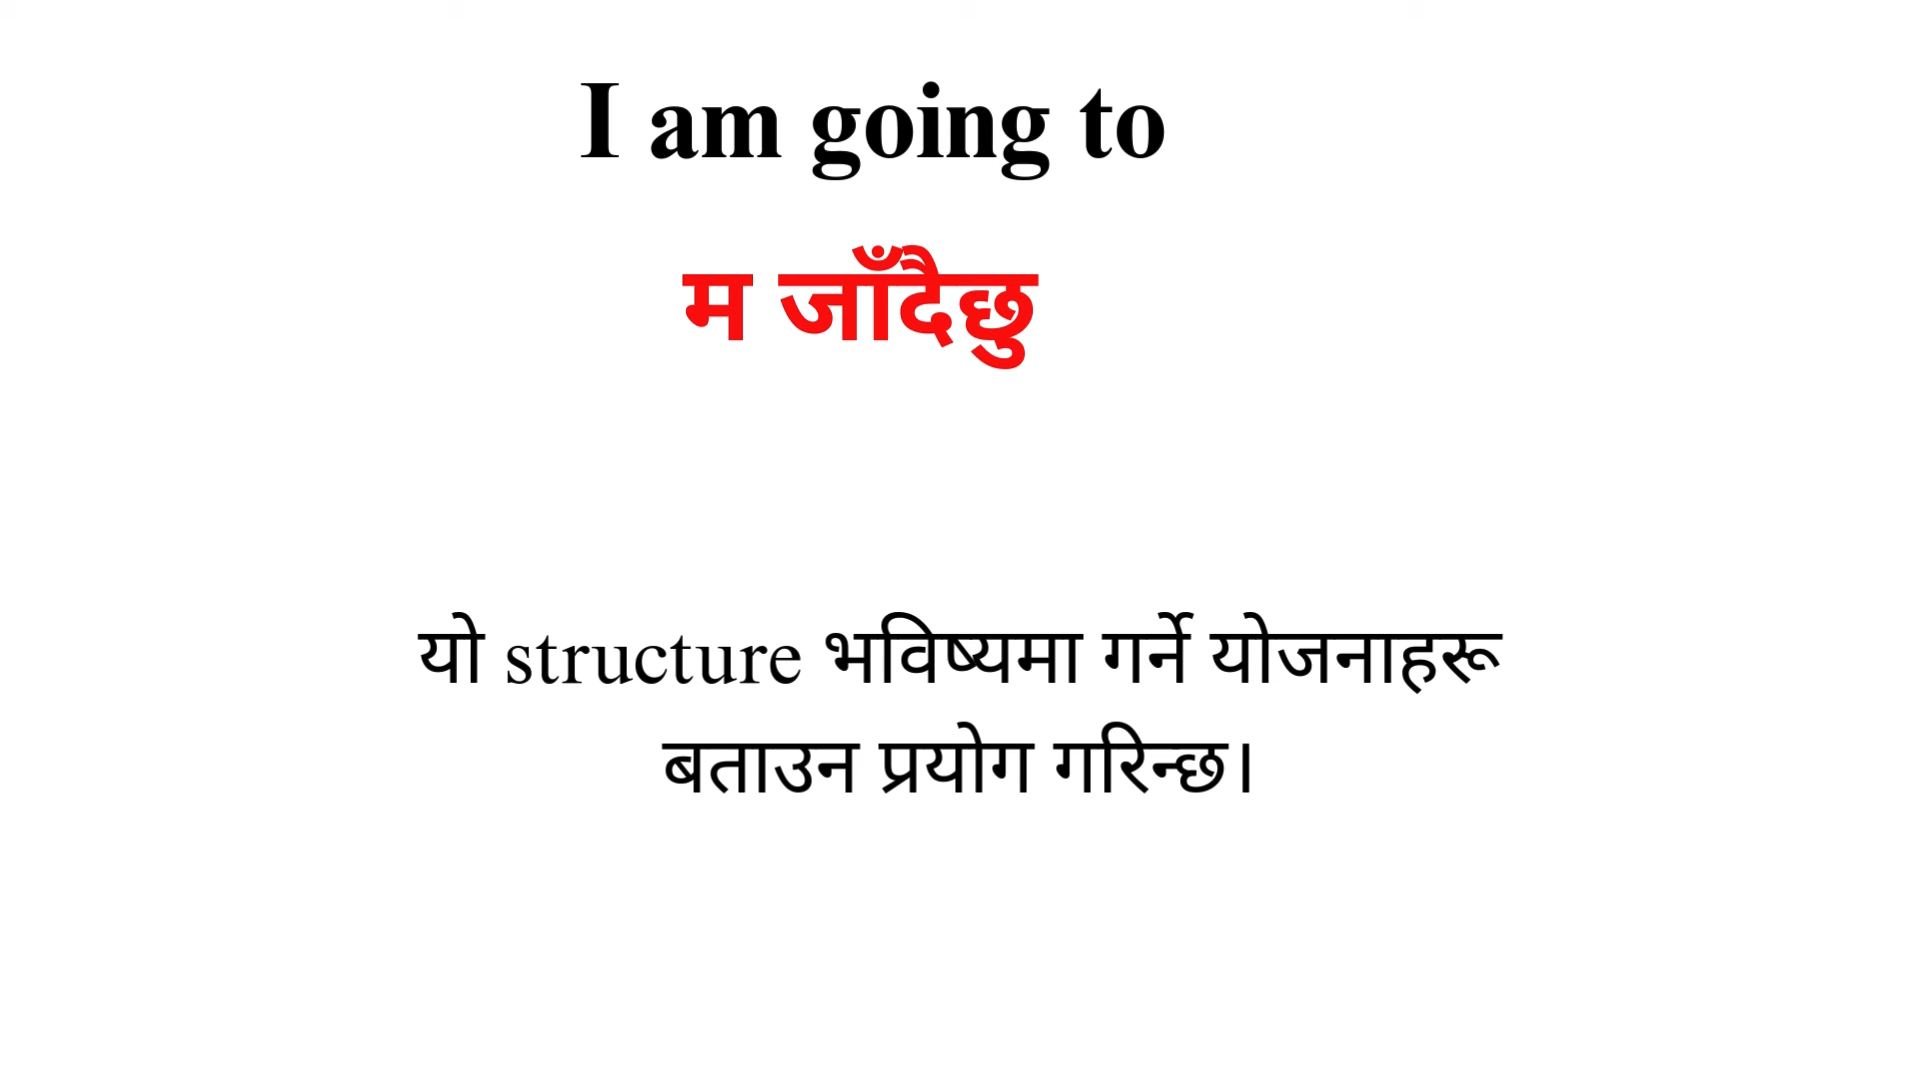 I am going to
म जाँदैछु
यो structure भविष्यमा गर्ने योजनाहरू
बताउन प्रयोग गरिन्छ।